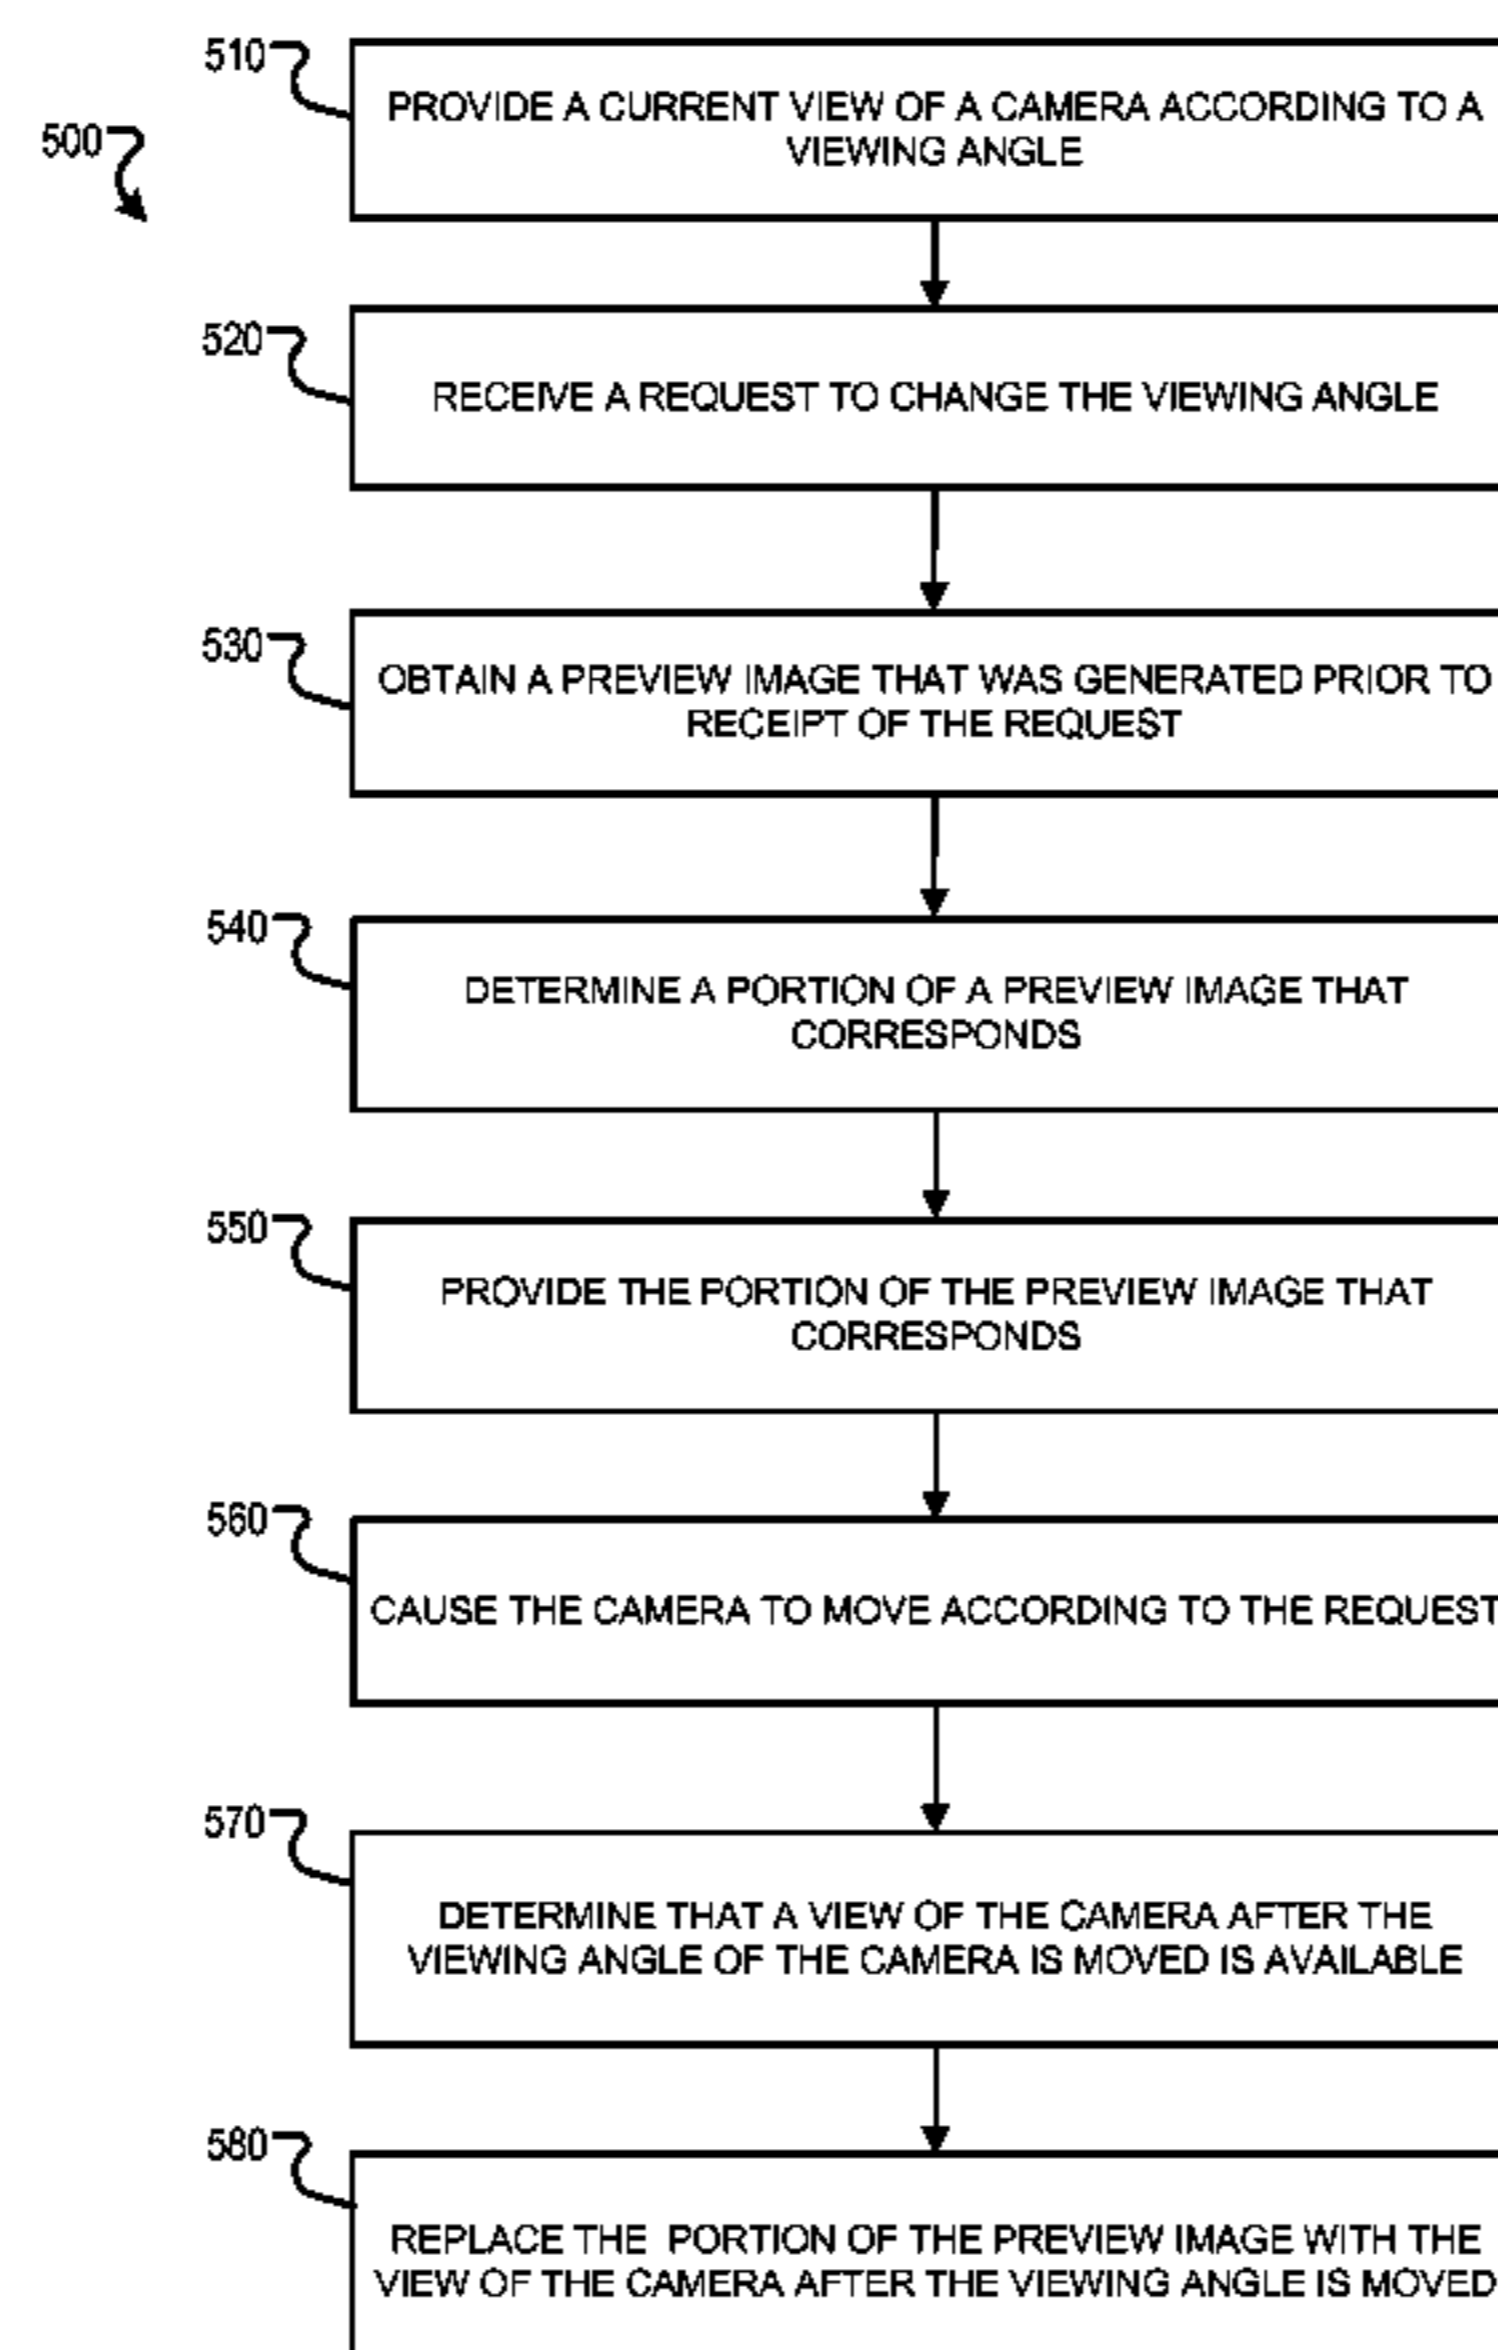 510
PROVIDE A CURRENT VIEW OF A CAMERA ACCORDING TO A
VIEWING ANGLE
500
520
RECEIVE A REQUEST TO CHANGE THE VIEWING ANGLE
530
OBTAIN A PREVIEW IMAGE THAT WAS GENERATED PRIOR TO
RECEIPT OF THE REQUEST
540
DETERMINE A PORTION OF A PREVIEW IMAGE THAT
CORRESPONDS
550
PROVIDE THE PORTION OF THE PREVIEW IMAGE THAT
CORRESPONDS
560
CAUSE THE CAMERA TO MOVE ACCORDING TO THE REQUEST
570
DETERMINE THAT A VIEW OF THE CAMERA AFTER THE
VIEWING ANGLE OF THE CAMERA IS MOVED IS AVAILABLE
580
REPLACE THE PORTION OF THE PREVIEW IMAGE WITH THE
VIEW OF THE CAMERA AFTER THE VIEWING ANGLE IS MOVED